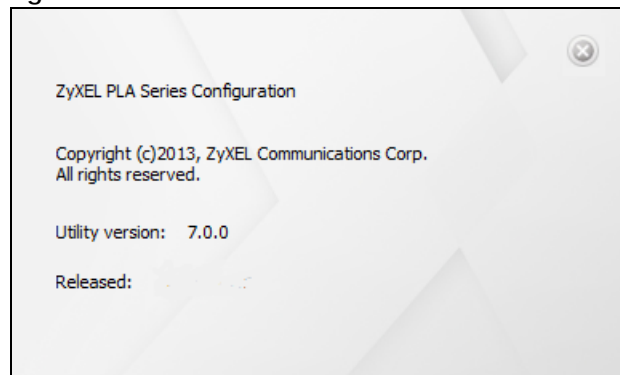 ZyXEL PLA Series Configuration
Copyright (c)2013, ZyXEL Communications Corp.
All rights reserved.
Utility version: 7.0.0
Released: